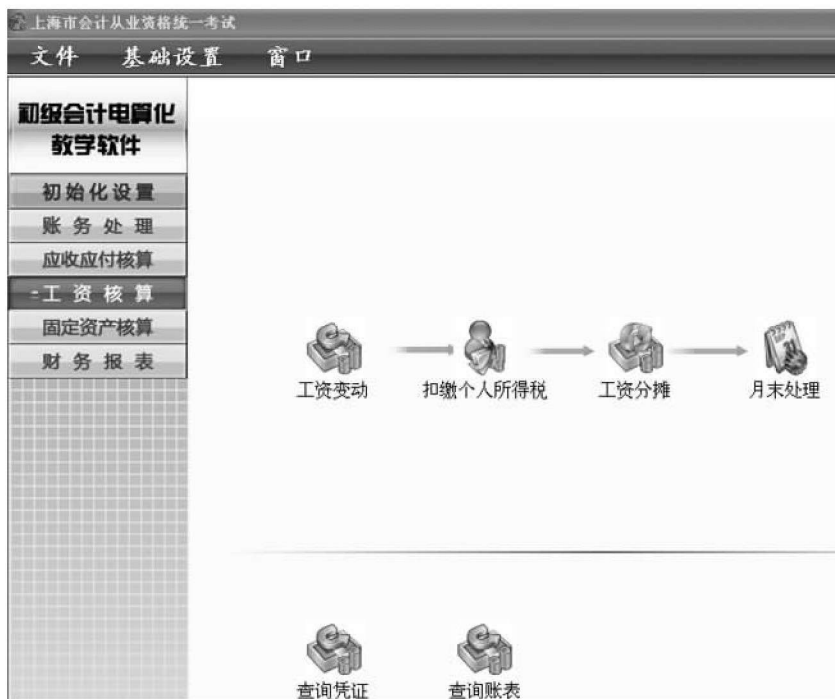 上海市会计从业资格统一考试
文件 基础设置 窗口
初级会计电算化
教学软件
初始化设置
账务处理
应收应付核算
工资核算
固定资产核算
财务报表
工资变动 扣缴个人所得税 工资分摊 月末处理
查询凭证 查询账表